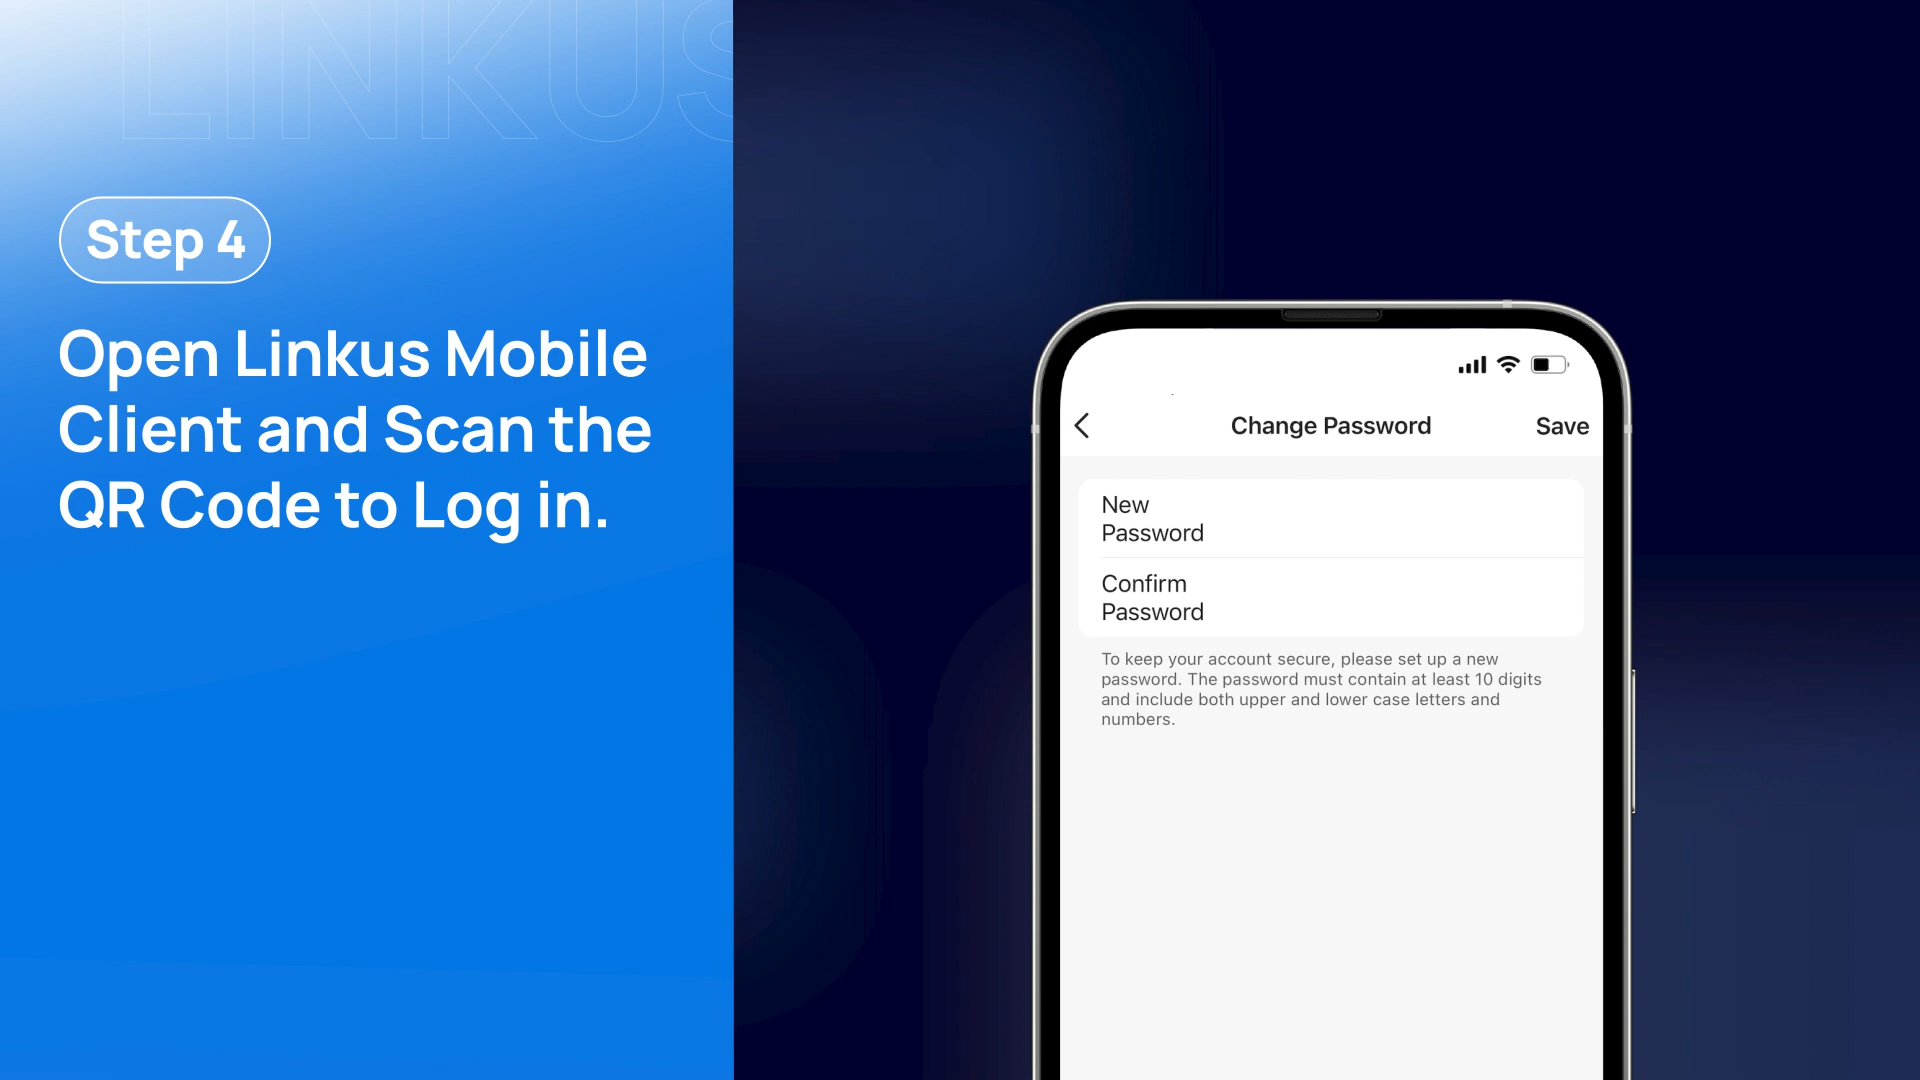 LINKUS
Step 4
Open Linkus Mobile
Client and Scan the
QR Code to Log in.
Change Password
Save
New
Password
Confirm
Password
To keep your account secure, please set up a new
password. The password must contain at least 10 digits
and include both upper and lower case letters and
numbers.